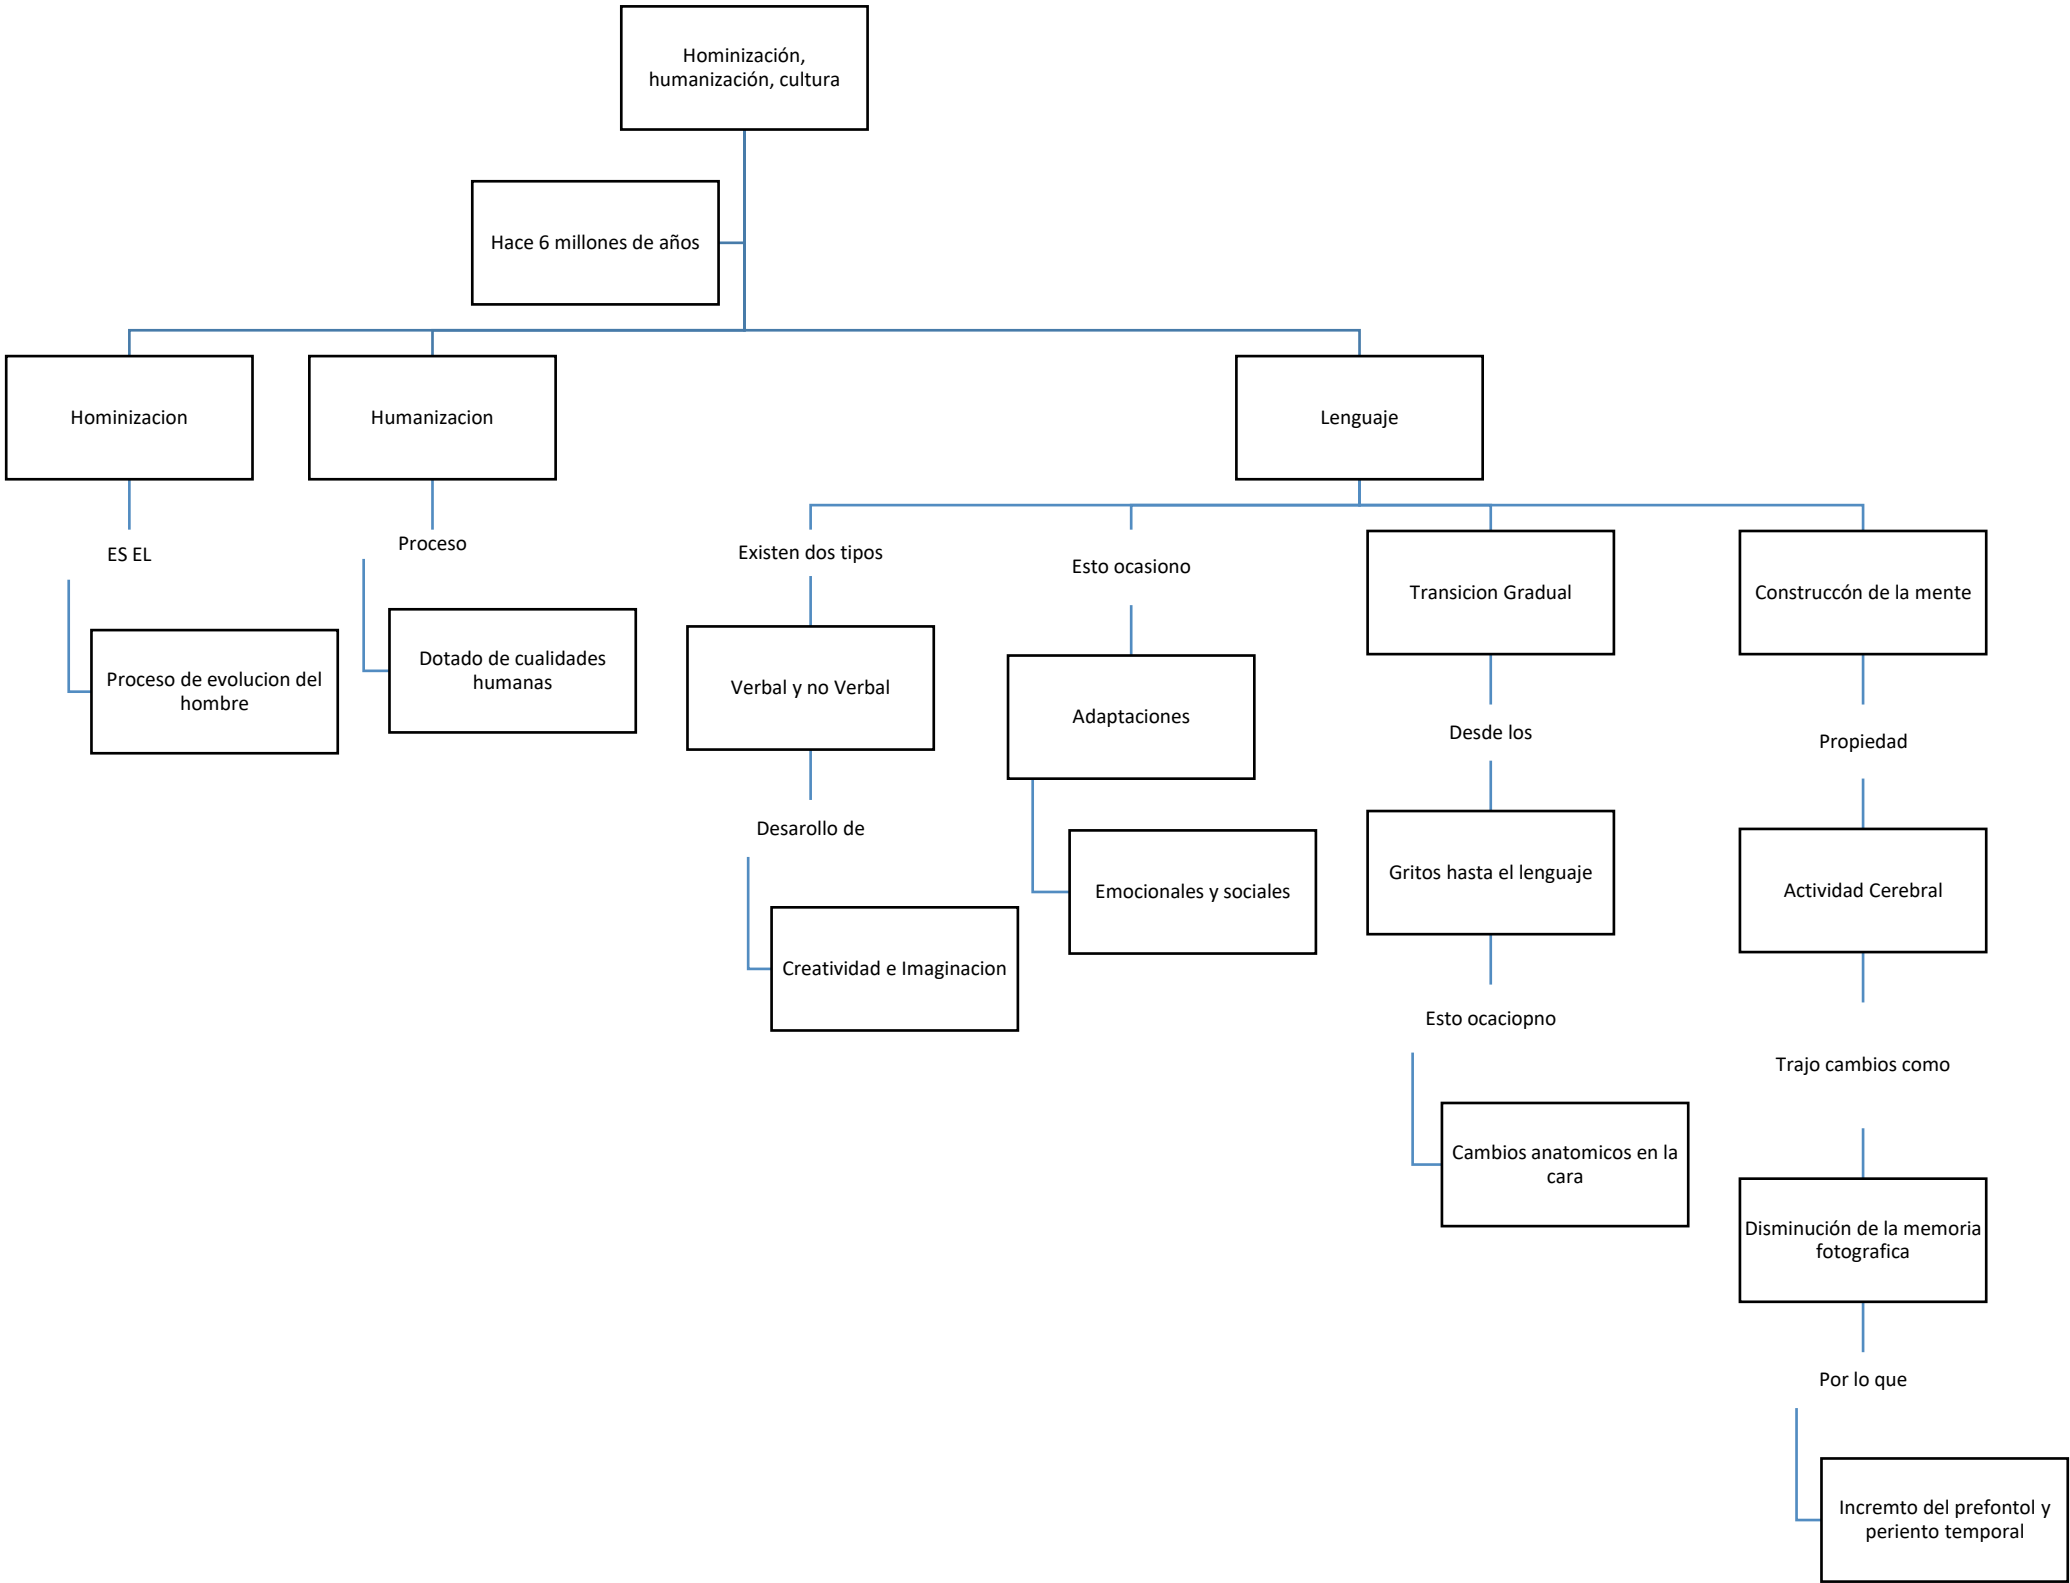 Hominización,
humanización, cultura
Hace 6 millones de años
Hominizacion
Humanizacion
Lenguaje
ES EL
Proceso
Existen dos tipos
Esto ocasiono
Transicion Gradual
Construccón de la mente
Proceso de evolucion del
hombre
Dotado de cualidades
humanas
Verbal y no Verbal
Adaptaciones
Desde los
Propiedad
Desarollo de
Emocionales y sociales
Gritos hasta el lenguaje
Actividad Cerebral
Creatividad e Imaginacion
Esto ocaciopno
Trajo cambios como
Cambios anatomicos en la
cara
Disminución de la memoria
fotografica
Por lo que
Incremto del prefontol y
periento temporal